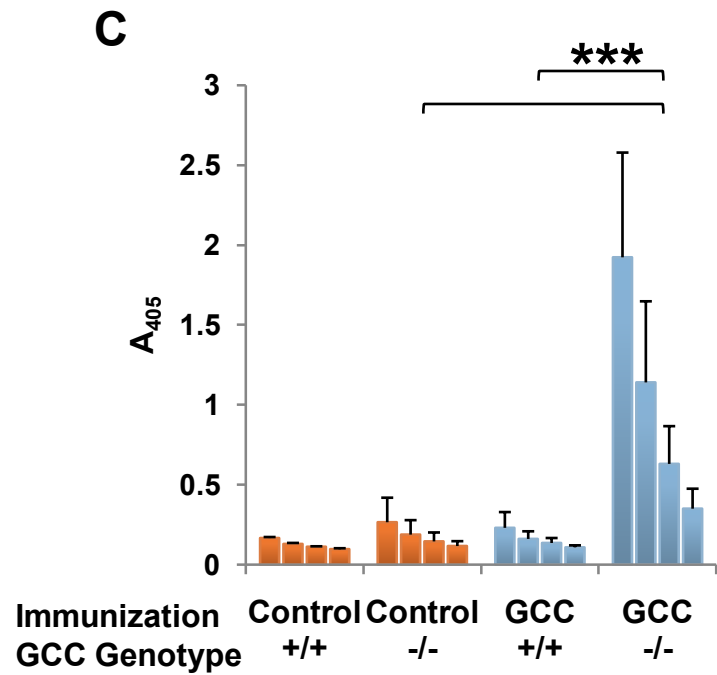 C
***
3
2.5
2
1.5
1
0.5
0
A405
Immunization Control Control GCC GCC
GCC Genotype +/+ -/- +/+ -/-